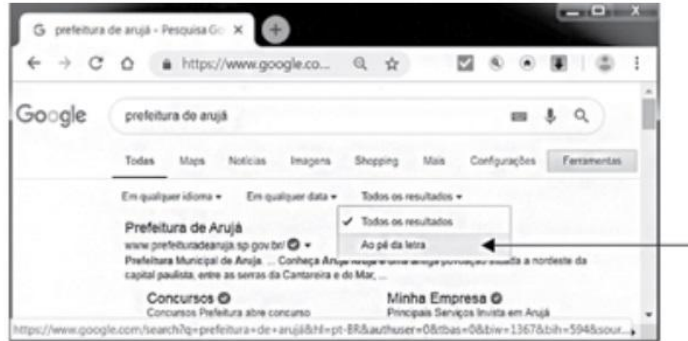 G prefeitura de arujá - Pesquisa Go
https://www.google.co...
Google
prefeitura de arujá
Todas Maps Notícias Imagens Shopping Mais Configurações Ferramentas
Em qualquer idioma Em qualquer data Todos os resultados
Todos os resultados
Ao pé da letra
Prefeitura de Arujá
www.prefeituradearuja.sp.gov.br/
Prefeitura Municipal de Aruja. ... Conheça Arujá a nordeste da
capital paulista, entre as serras da Cantareira e do Mar, ...
Concursos Minha Empresa
Concursos Prefeitura abre concurso Principais Serviços Invista em Arujá
https://www.google.com/search?q=prefeitura+de+arujá&hl=pt-BR&authuser=0&tbas=0&biw=1367&bih=594&sour...